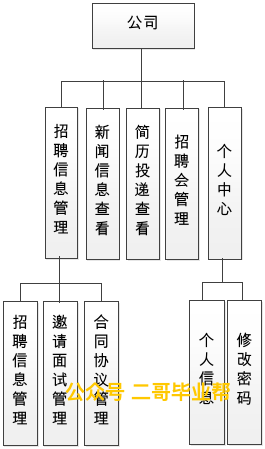 公司
招聘信息管理
新闻信息查看
简历投递查看
招聘会管理
个人中心
招聘信息管理
邀请面试管理
合同协议管理
个人信息
修改密码
公众号 二哥毕业帮